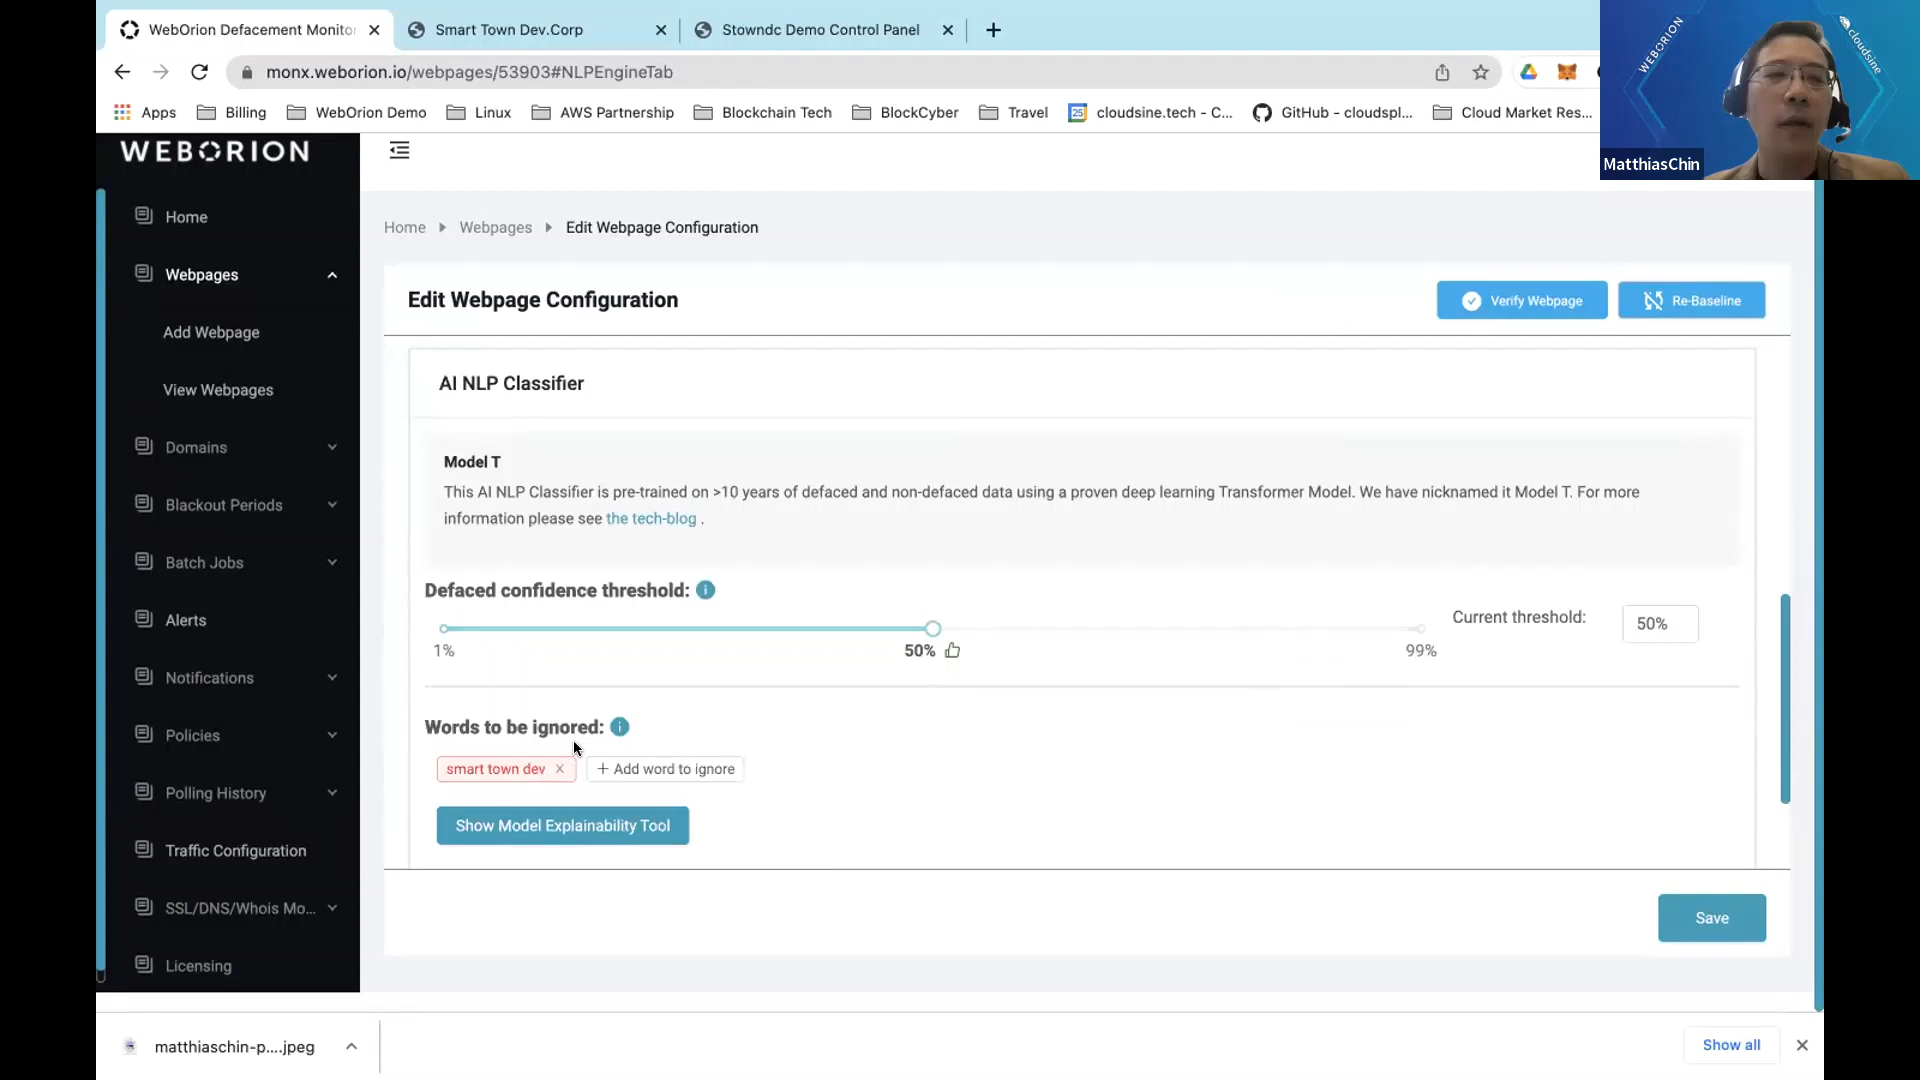 WebOrion Defacement Monito
Smart Town Dev.Corp
Stowndc Demo Control Panel
monx.weborion.io/webpages/53903#NLPEngineTab
Apps
Billing
WebOrion Demo
Linux
AWS Partnership
Blockchain Tech
BlockCyber
Travel
25
cloudsine.tech - C...
GitHub - cloudspl...
Cloud Market Res...
WEBORION
cloudsine
MatthiasChin
WEBORION
Home
Webpages
Add Webpage
View Webpages
Domains
Blackout Periods
Batch Jobs
Alerts
Notifications
Policies
Polling History
Traffic Configuration
SSL/DNS/Whois Mo...
Licensing
Home
Webpages
Edit Webpage Configuration
Edit Webpage Configuration
Verify Webpage
Re-Baseline
AI NLP Classifier
Model T
This AI NLP Classifier is pre-trained on >10 years of defaced and non-defaced data using a proven deep learning Transformer Model. We have nicknamed it Model T. For more
information please see the tech-blog .
Defaced confidence threshold: i
1%
50%
99%
Current threshold:
50%
Words to be ignored: i
smart town dev ×
+ Add word to ignore
Show Model Explainability Tool
Save
matthiaschin-p....jpeg
Show all